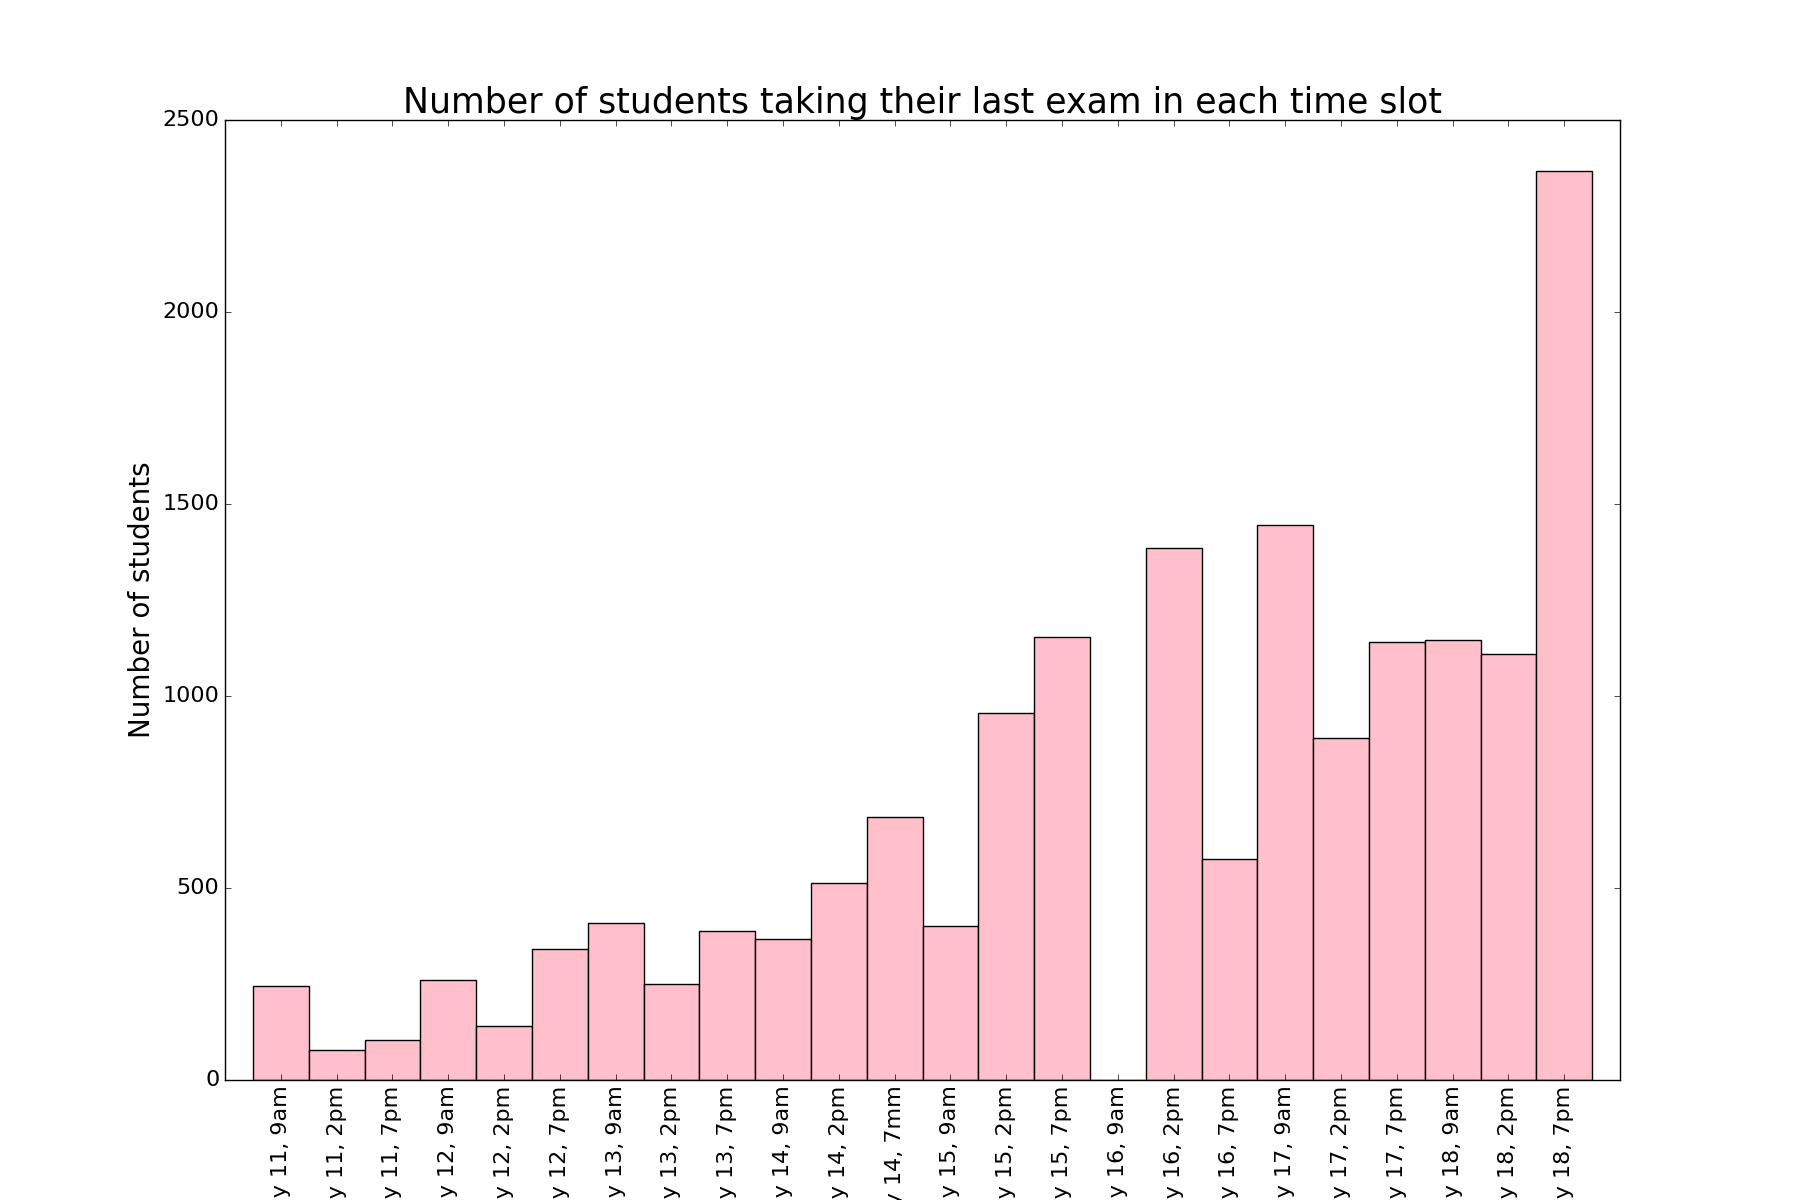 Number of students taking their last exam in each time slot
Number of students
2500
2000
1500
1000
500
0
y 11, 9am
y 11, 2pm
y 11, 7pm
y 12, 9am
y 12, 2pm
y 12, 7pm
y 13, 9am
y 13, 2pm
y 13, 7pm
y 14, 9am
y 14, 2pm
y 14, 7mm
y 15, 9am
y 15, 2pm
y 15, 7pm
y 16, 9am
y 16, 2pm
y 16, 7pm
y 17, 9am
y 17, 2pm
y 17, 7pm
y 18, 9am
y 18, 2pm
y 18, 7pm